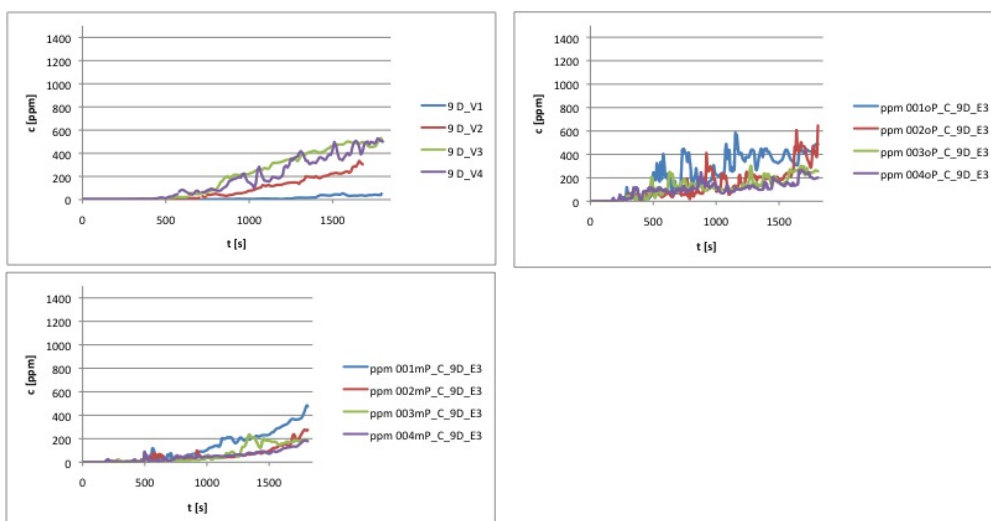 1400
1200
1000
800
600
400
200
0
c [ppm]
0 500 1000 1500
t [s]
9 D_V1
9 D_V2
9 D_V3
9 D_V4
1400
1200
1000
800
600
400
200
0
c [ppm]
0 500 1000 1500
t [s]
ppm 001oP_C_9D_E3
ppm 002oP_C_9D_E3
ppm 003oP_C_9D_E3
ppm 004oP_C_9D_E3
1400
1200
1000
800
600
400
200
0
c [ppm]
0 500 1000 1500
t [s]
ppm 001mP_C_9D_E3
ppm 002mP_C_9D_E3
ppm 003mP_C_9D_E3
ppm 004mP_C_9D_E3